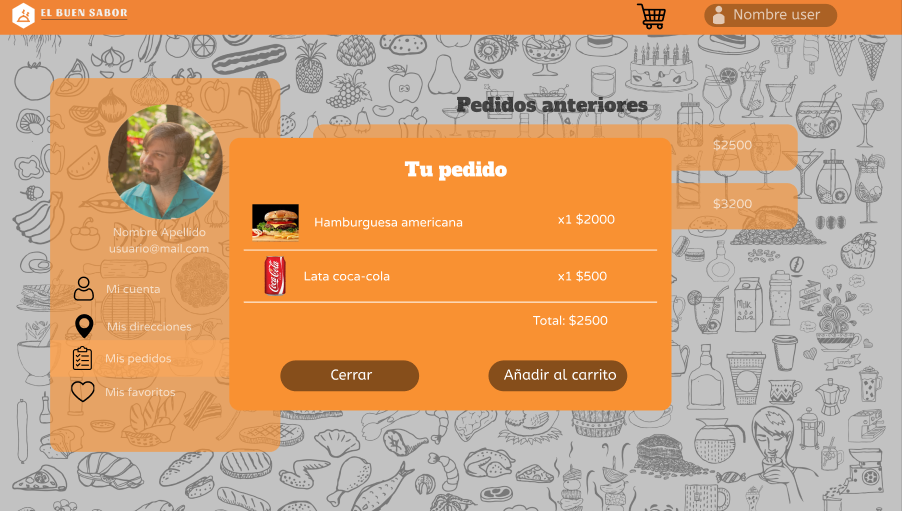 EL BUEN SABOR
Nombre user
Pedidos anteriores
$2500
$3200
Nombre Apellido
usuario@mail.com
Mi cuenta
Mis direcciones
Mis pedidos
Mis favoritos
Tu pedido
Hamburguesa americana x1 $2000
Coca-Cola
Lata coca-cola x1 $500
Total: $2500
Cerrar
Añadir al carrito